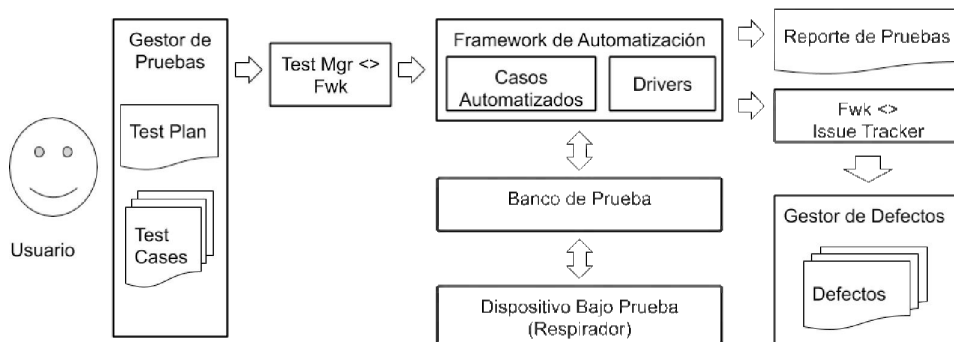 Gestor de
Pruebas
Test Plan
Test
Cases
Usuario
Test Mgr <>
Fwk
Framework de Automatización
Casos
Automatizados
Drivers
Banco de Prueba
Dispositivo Bajo Prueba
(Respirador)
Reporte de Pruebas
Fwk <>
Issue Tracker
Gestor de Defectos
Defectos